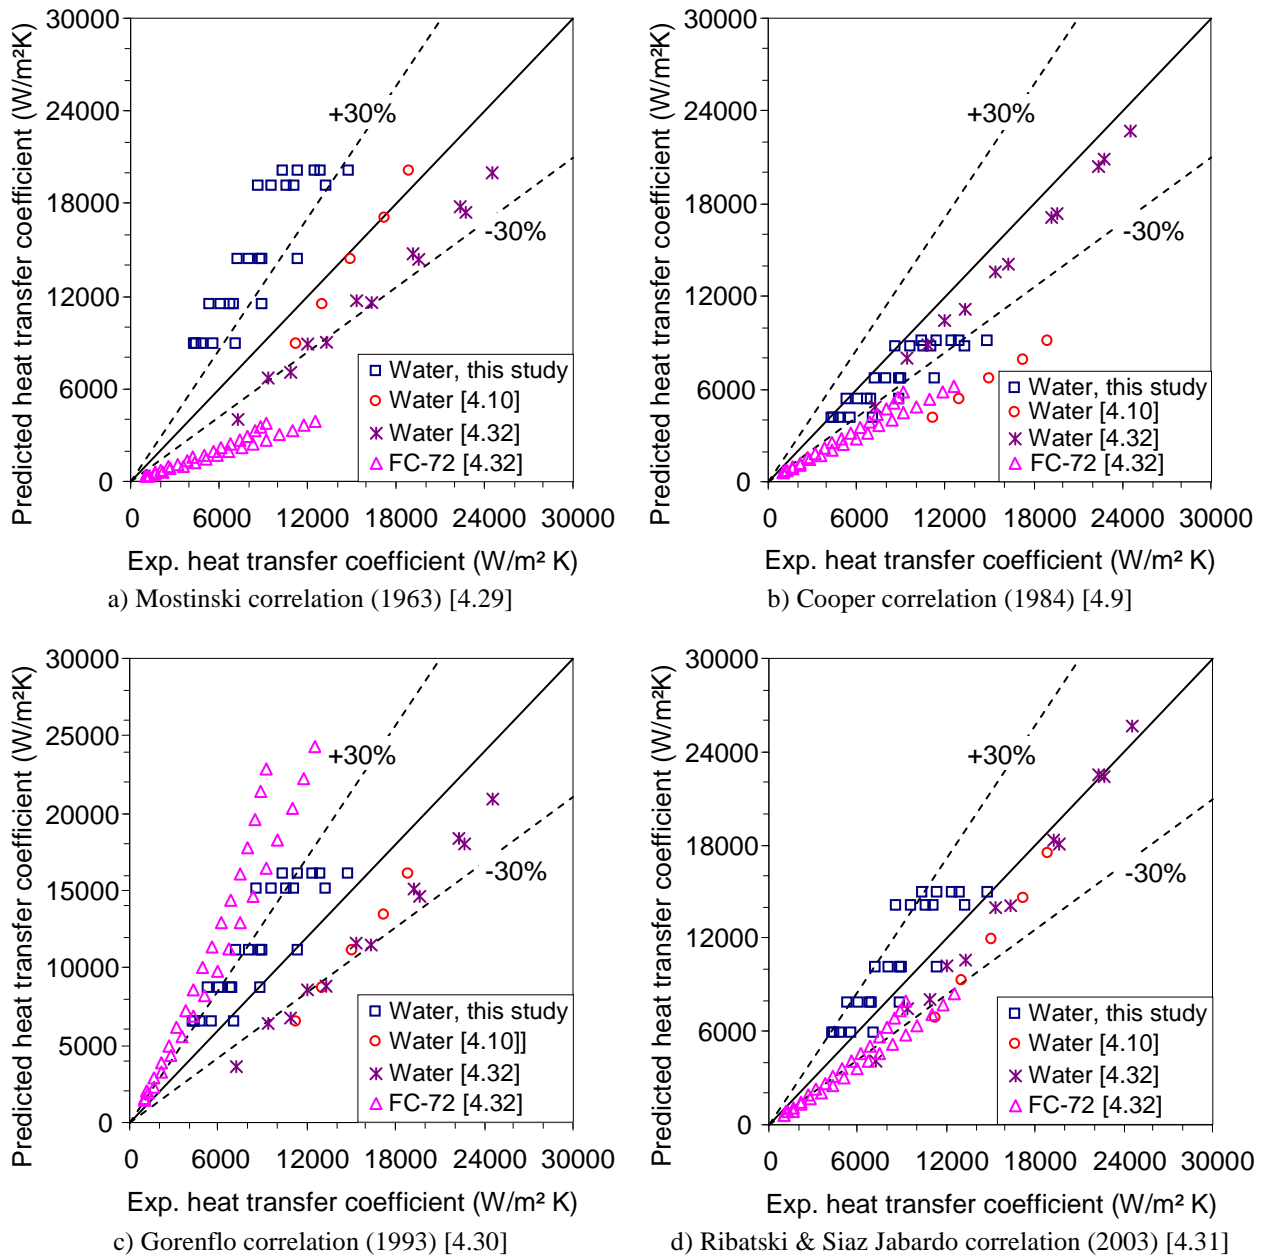 Predicted heat transfer coefficient (W/m²K)
30000
24000
18000
12000
6000
0
+30%
-30%
Water, this study
Water [4.10]
Water [4.32]
FC-72 [4.32]
0 6000 12000 18000 24000 30000
Exp. heat transfer coefficient (W/m² K)
a) Mostinski correlation (1963) [4.29]
Predicted heat transfer coefficient (W/m²K)
30000
24000
18000
12000
6000
0
+30%
-30%
Water, this study
Water [4.10]
Water [4.32]
FC-72 [4.32]
0 6000 12000 18000 24000 30000
Exp. heat transfer coefficient (W/m² K)
b) Cooper correlation (1984) [4.9]
Predicted heat transfer coefficient (W/m²K)
30000
25000
20000
15000
10000
5000
0
+30%
-30%
Water, this study
Water [4.10]]
Water [4.32]
FC-72 [4.32]
0 6000 12000 18000 24000 30000
Exp. heat transfer coefficient (W/m² K)
c) Gorenflo correlation (1993) [4.30]
Predicted heat transfer coefficient (W/m²K)
30000
24000
18000
12000
6000
0
+30%
-30%
Water, this study
Water [4.10]
Water [4.32]
FC-72 [4.32]
0 6000 12000 18000 24000 30000
Exp. heat transfer coefficient (W/m² K)
d) Ribatski & Siaz Jabardo correlation (2003) [4.31]